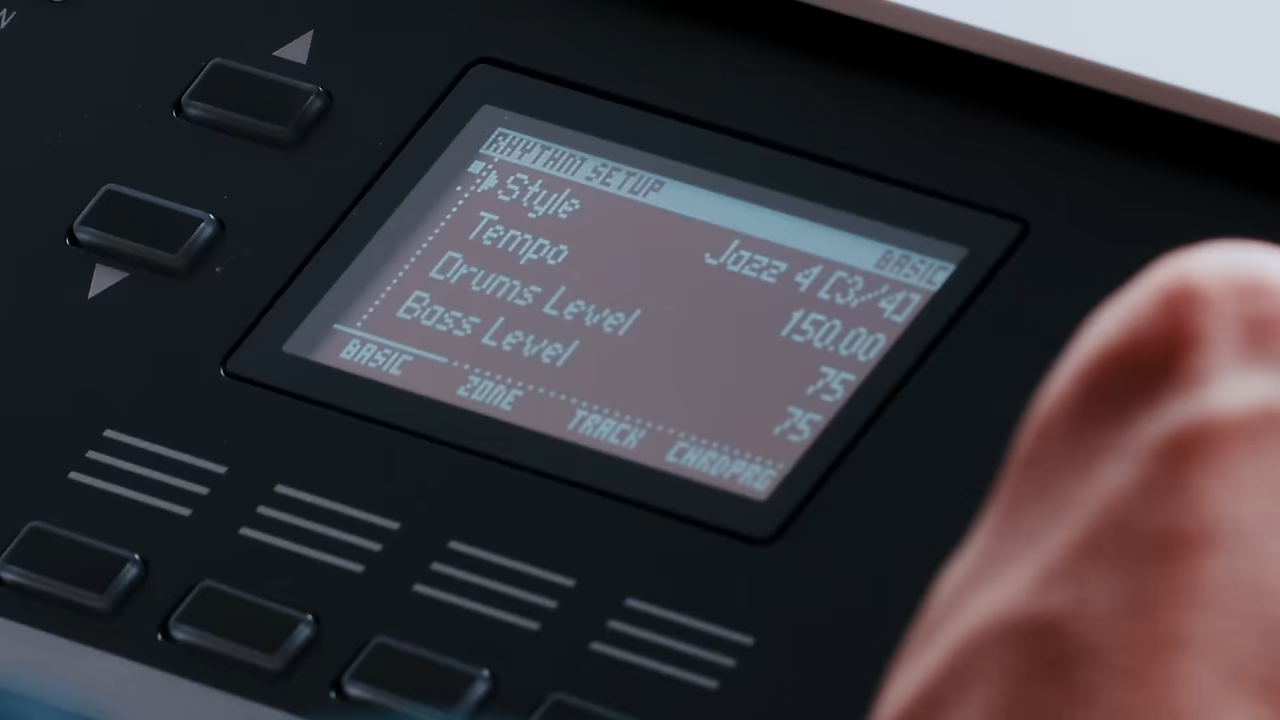 RHYTHM SETUP BASIC
Style Jazz 4 [3/4]
Tempo 150.00
Drums Level 75
Bass Level 75
BASIC ZONE TRACK CHRDPRG